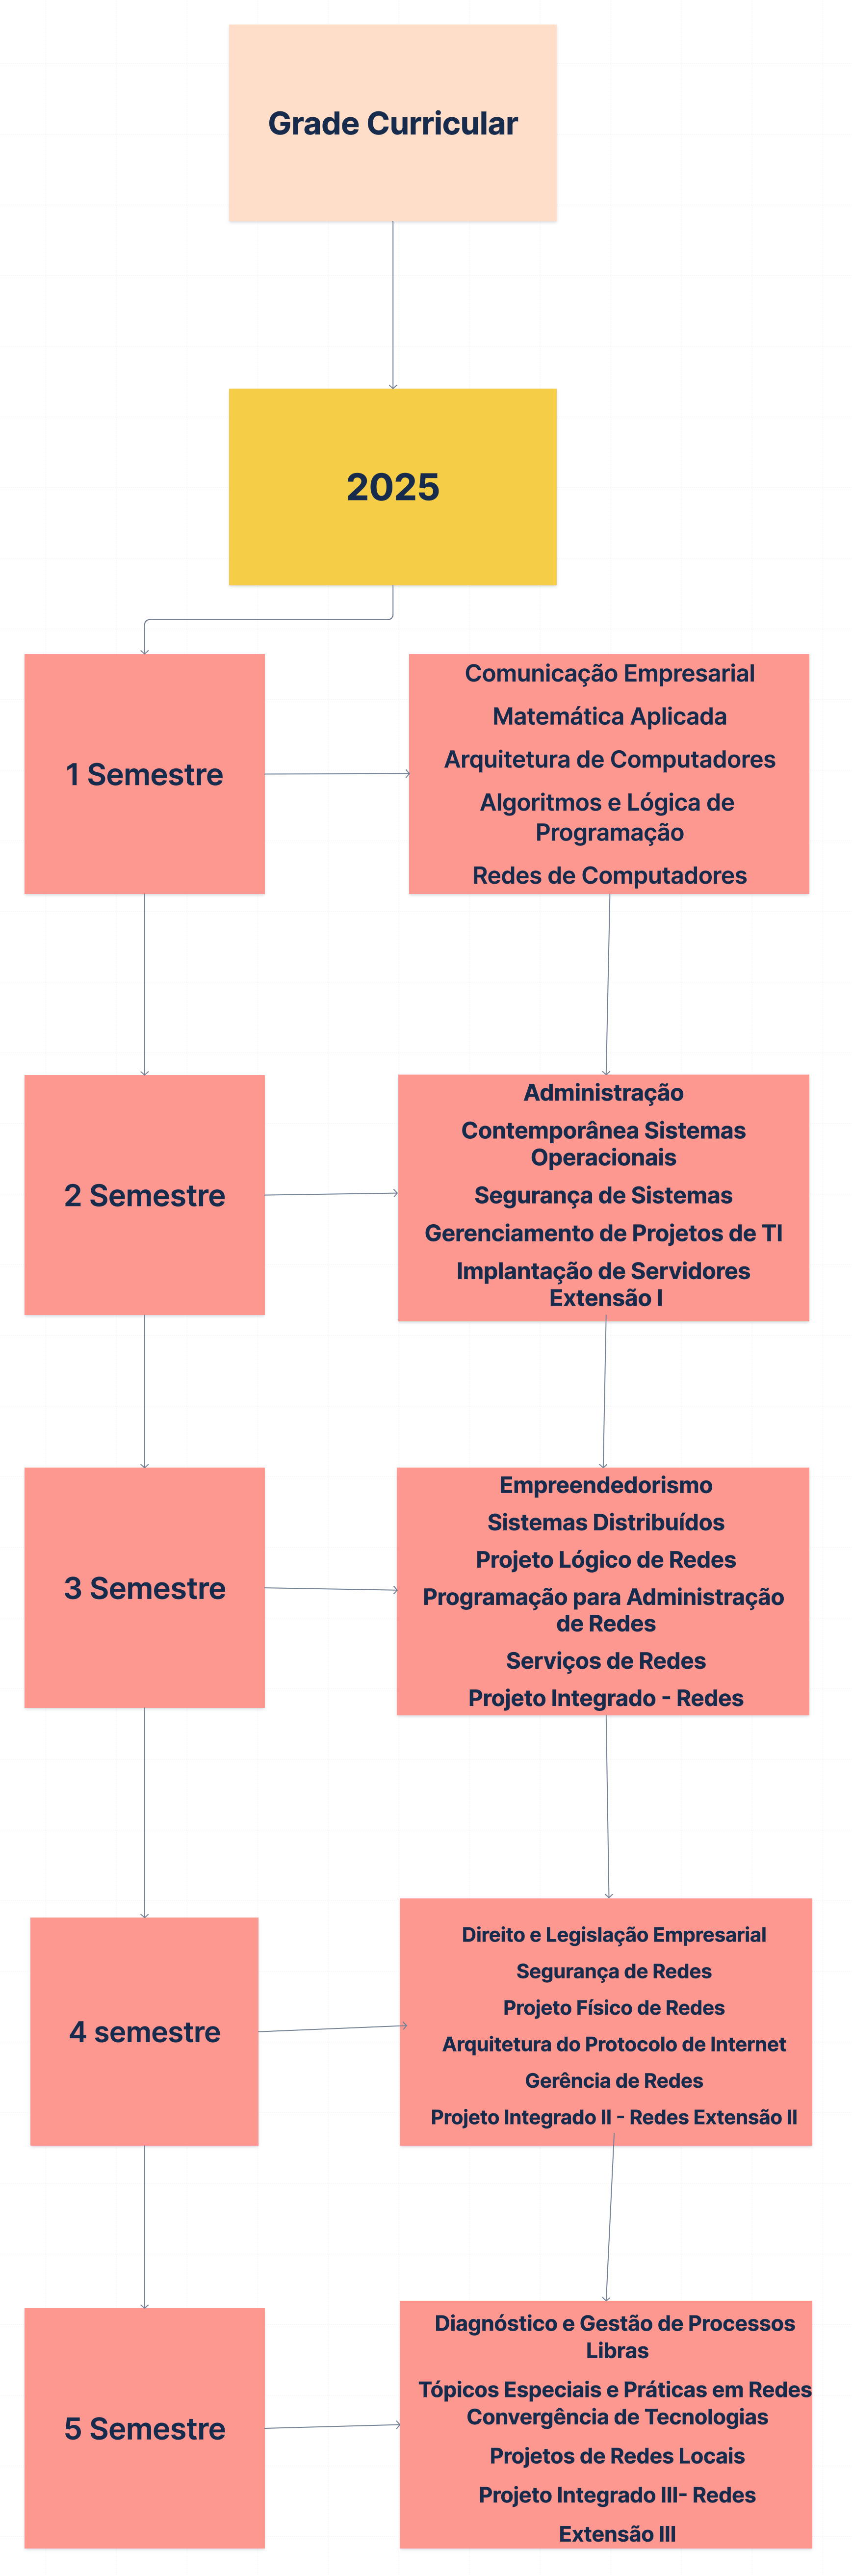 Grade Curricular
2025
1 Semestre
Comunicação Empresarial
Matemática Aplicada
Arquitetura de Computadores
Algoritmos e Lógica de
Programação
Redes de Computadores
2 Semestre
Administração
Contemporânea Sistemas
Operacionais
Segurança de Sistemas
Gerenciamento de Projetos de TI
Implantação de Servidores
Extensão I
3 Semestre
Empreendedorismo
Sistemas Distribuídos
Projeto Lógico de Redes
Programação para Administração
de Redes
Serviços de Redes
Projeto Integrado - Redes
4 semestre
Direito e Legislação Empresarial
Segurança de Redes
Projeto Físico de Redes
Arquitetura do Protocolo de Internet
Gerência de Redes
Projeto Integrado II - Redes Extensão II
5 Semestre
Diagnóstico e Gestão de Processos
Libras
Tópicos Especiais e Práticas em Redes
Convergência de Tecnologias
Projetos de Redes Locais
Projeto Integrado III- Redes
Extensão III